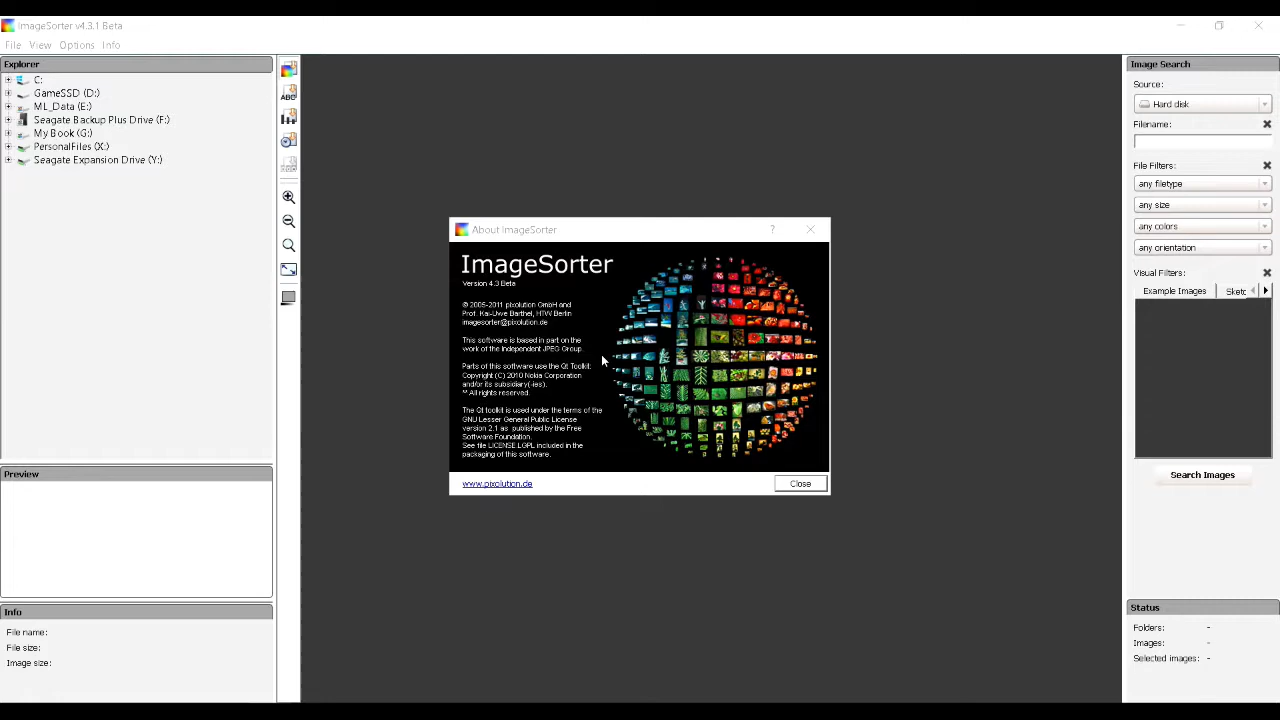 ImageSorter v4.3.1 Beta
File View Options Info
Explorer
C:
GameSSD (D:)
ML_Data (E:)
Seagate Backup Plus Drive (F:)
My Book (G:)
PersonalFiles (X:)
Seagate Expansion Drive (Y:)
Preview
Info
File name:
File size:
Image size:
ABC
About ImageSorter
?
ImageSorter
Version 4.3 Beta
© 2005-2011 pixolution GmbH and
Prof. Kai-Uwe Barthel, HTW Berlin
imagesorter@pixolution.de
This software is based in part on the
work of the Independent JPEG Group.
Parts of this software use the Qt Toolkit:
Copyright (C) 2010 Nokia Corporation
and/or its subsidiary(-ies).
All rights reserved.
The Qt toolkit is used under the terms of the
GNU Lesser General Public License
version 2.1 as published by the Free
Software Foundation.
See file LICENSE LGPL included in the
packaging of this software.
www.pixolution.de
Close
Image Search
Source:
Hard disk
Filename:
File Filters:
any filetype
any size
any colors
any orientation
Visual Filters:
Example Images Sketc
Search Images
Status
Folders: -
Images: -
Selected images: -